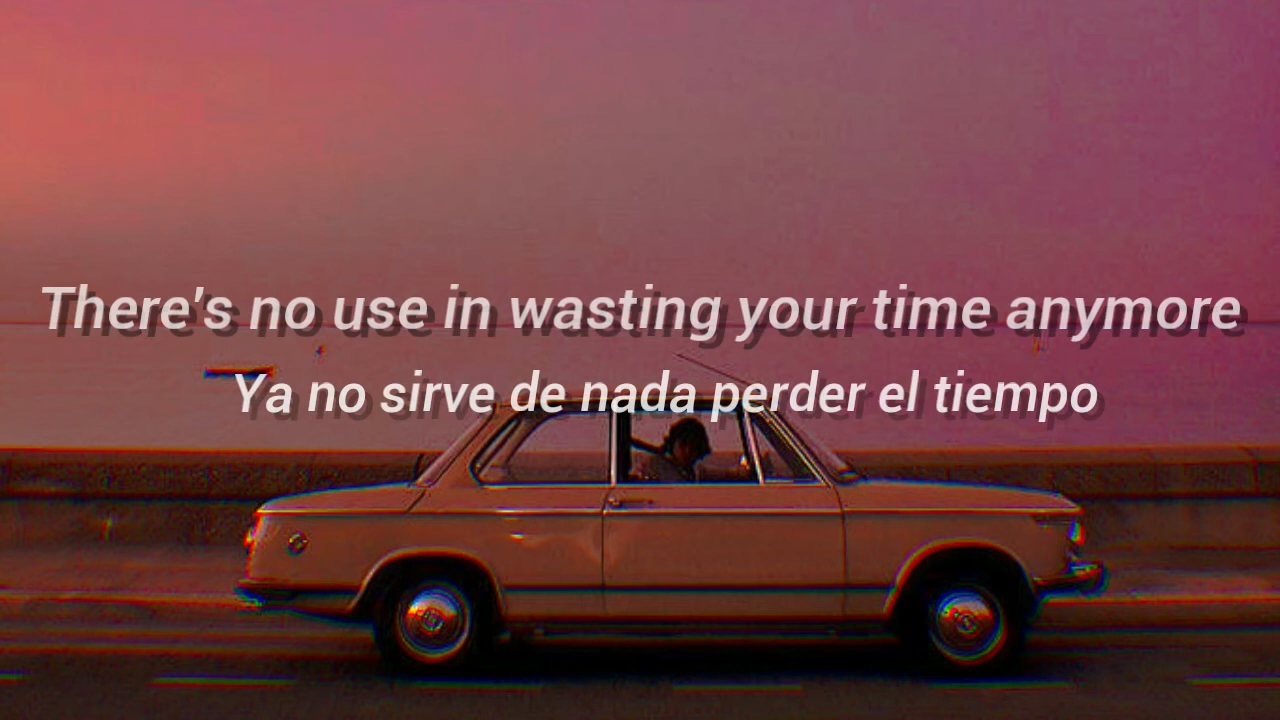 There's no use in wasting your time anymore
Ya no sirve de nada perder el tiempo